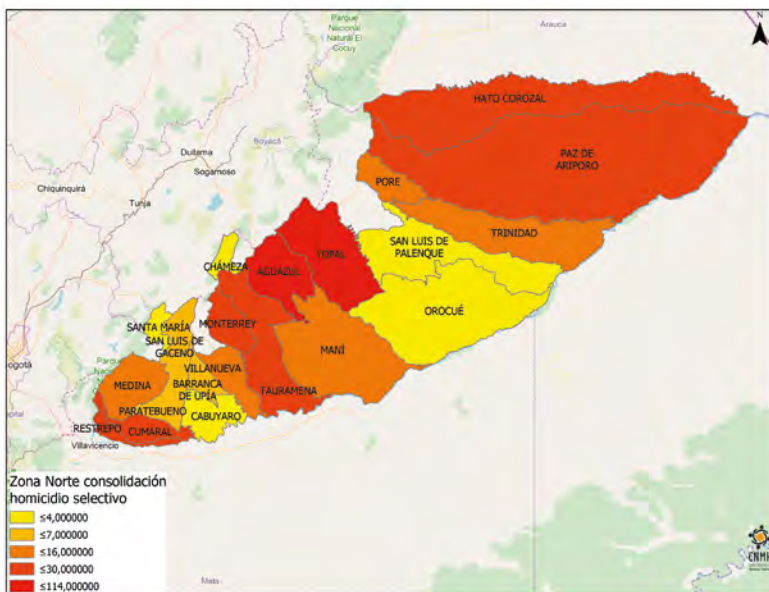 Parque
Nacional
Natural El
Cocuy
Arauca
N
HATO COROZAL
PAZ DE
ARIPORO
Duitama
Boyacá
Sogamoso
Chiquinquirá
PORE
Tunja
TRINIDAD
YOPAL
SAN LUIS DE
PALENQUE
CHÁMEZA
AGUAZUL
OROCUÉ
SANTA MARÍA
MONTERREY
SAN LUIS DE
GACENO
MANÍ
Bogotá
VILLANUEVA
MEDINA
BARRANCA
DE UPÍA
TAURAMENA
PARATEBUENO
CABUYARO
RESTREPO
CUMARAL
Villavicencio
Zona Norte consolidación
homicidio selectivo
≤4,000000
≤7,000000
≤16,000000
≤30,000000
≤114,000000
Meta
CNMH